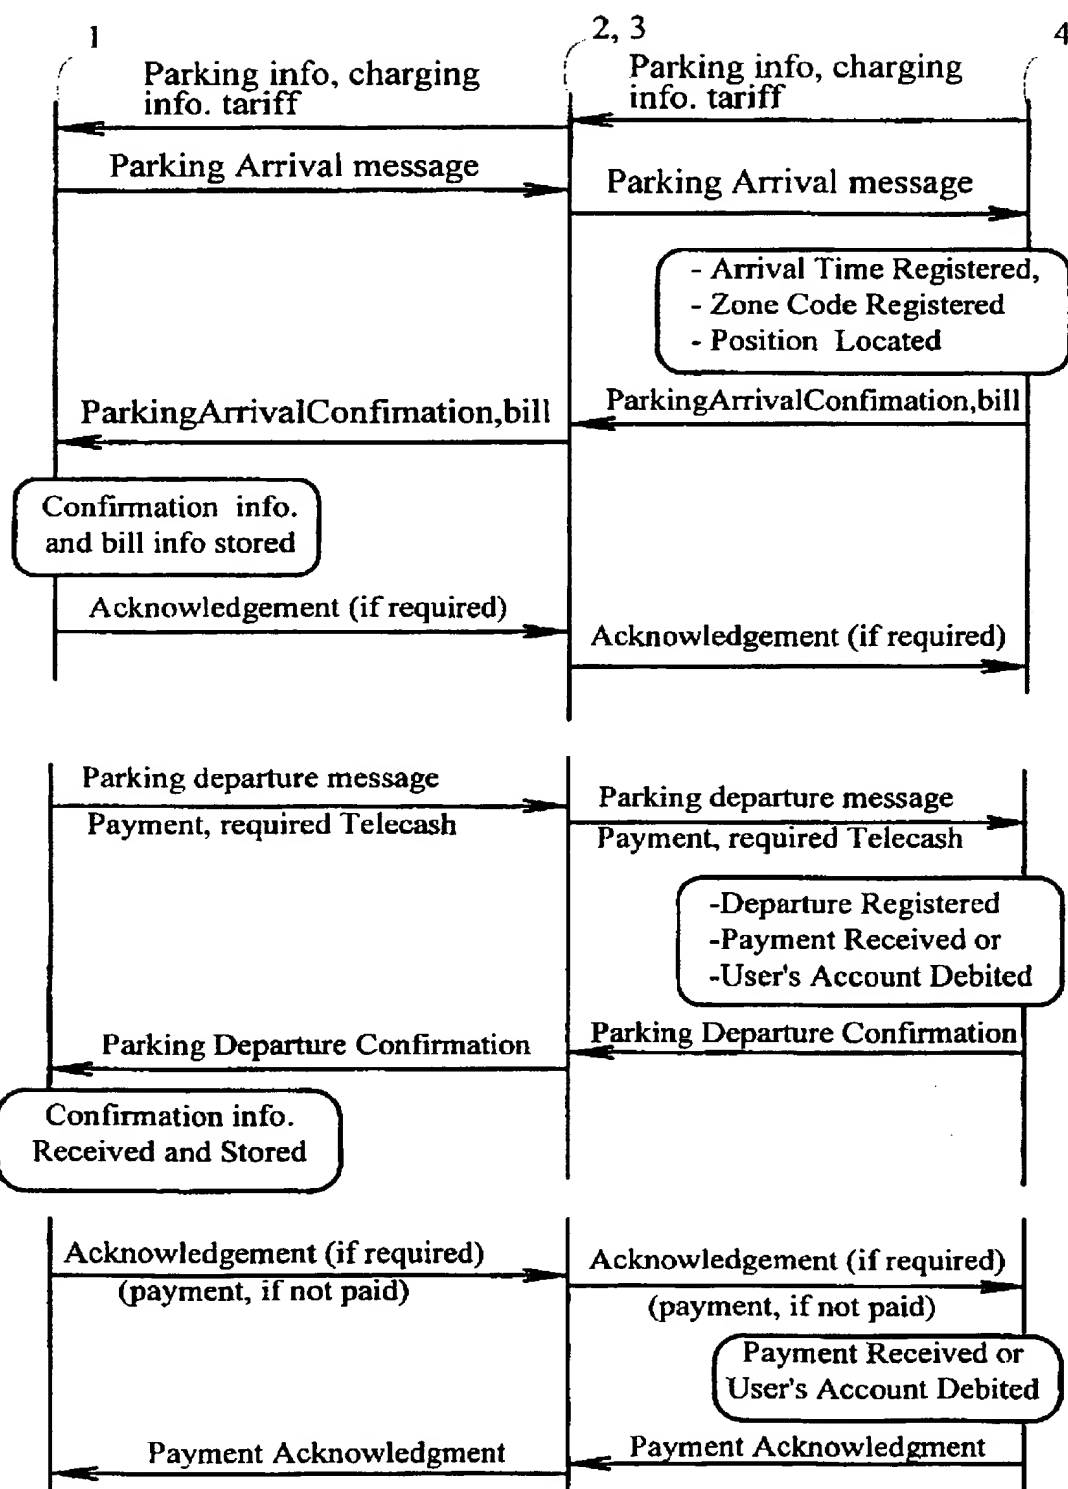 1
2, 3
4
Parking info, charging
info. tariff
Parking info, charging
info. tariff
Parking Arrival message
Parking Arrival message
- Arrival Time Registered,
- Zone Code Registered
- Position Located
ParkingArrivalConfimation,bill
ParkingArrivalConfimation,bill
Confirmation info.
and bill info stored
Acknowledgement (if required)
Acknowledgement (if required)
Parking departure message
Payment, required Telecash
Parking departure message
Payment, required Telecash
-Departure Registered
-Payment Received or
-User's Account Debited
Parking Departure Confirmation
Parking Departure Confirmation
Confirmation info.
Received and Stored
Acknowledgement (if required)
(payment, if not paid)
Acknowledgement (if required)
(payment, if not paid)
Payment Received or
User's Account Debited
Payment Acknowledgment
Payment Acknowledgment